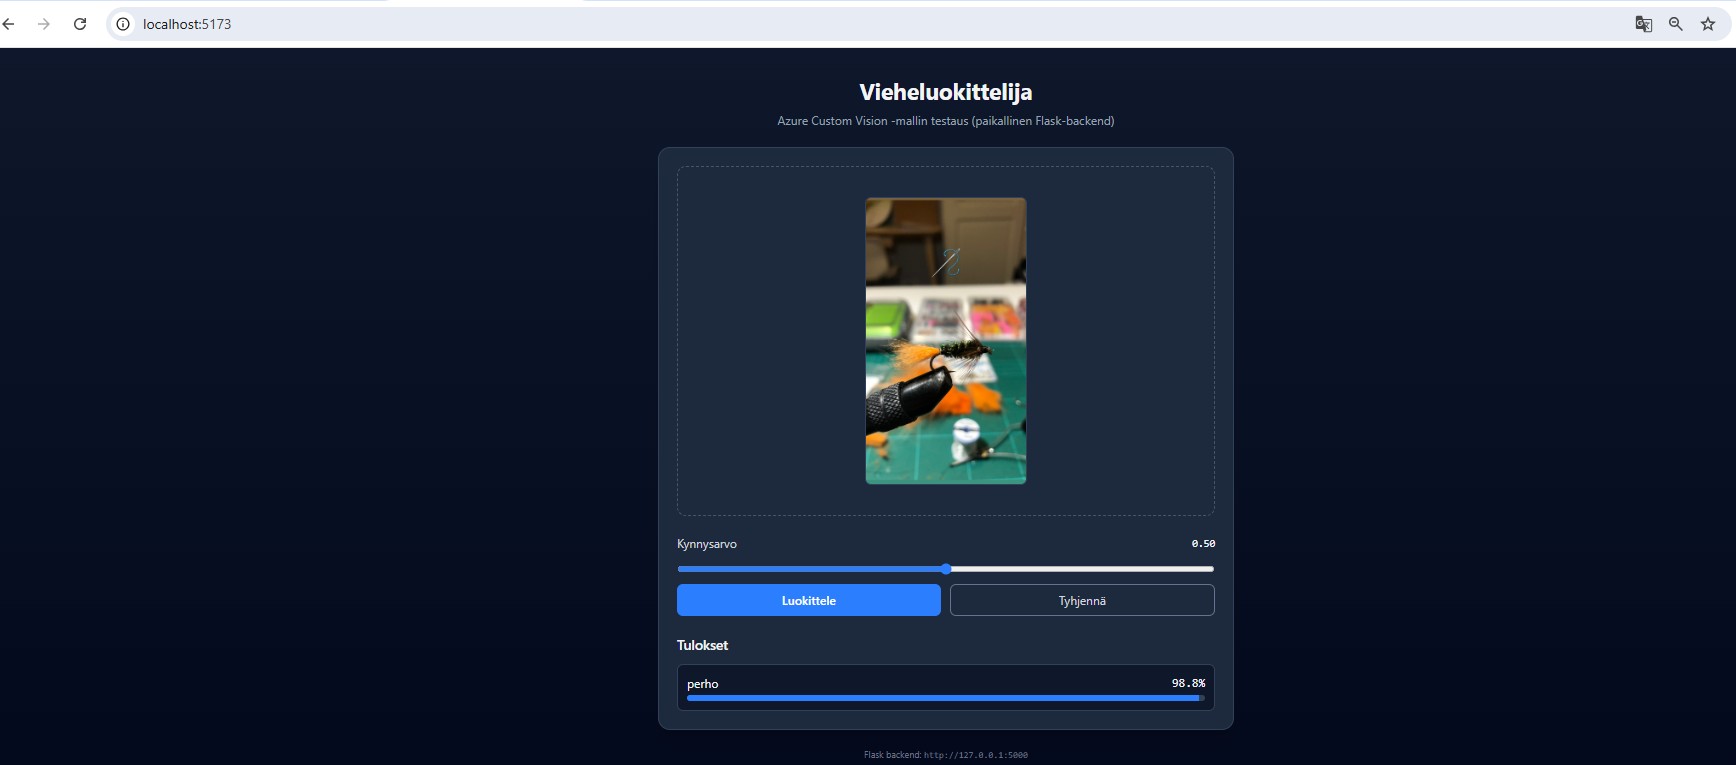 localhost:5173
Vieheluokittelija
Azure Custom Vision -mallin testaus (paikallinen Flask-backend)
Kynnysarvo 0.50
Luokittele Tyhjennä
Tulokset
perho 98.8%
Flask backend: http://127.0.0.1:5000